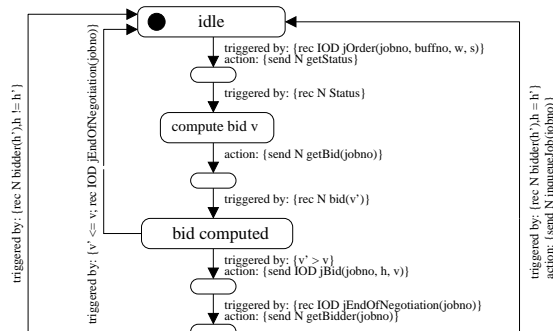 idle
triggered by: {rec IOD jOrder(jobno, buffno, w, s)}
action: {send N getStatus}
triggered by: {rec N Status}
compute bid v
action: {send N getBid(jobno)}
triggered by: {rec N bid(v')}
bid computed
triggered by: {v' > v}
action: {send IOD jBid(jobno, h, v)}
triggered by: {rec IOD jEndOfNegotiation(jobno)}
action: {send N getBidder(jobno)}
triggered by: {rec N bidder(h'),h != h'}
triggered by: {v' <= v; rec IOD jEndOfNegotiation(jobno)}
triggered by: {rec N bidder(h'),h = h'}
action: {send N inqueueJob(jobno)}